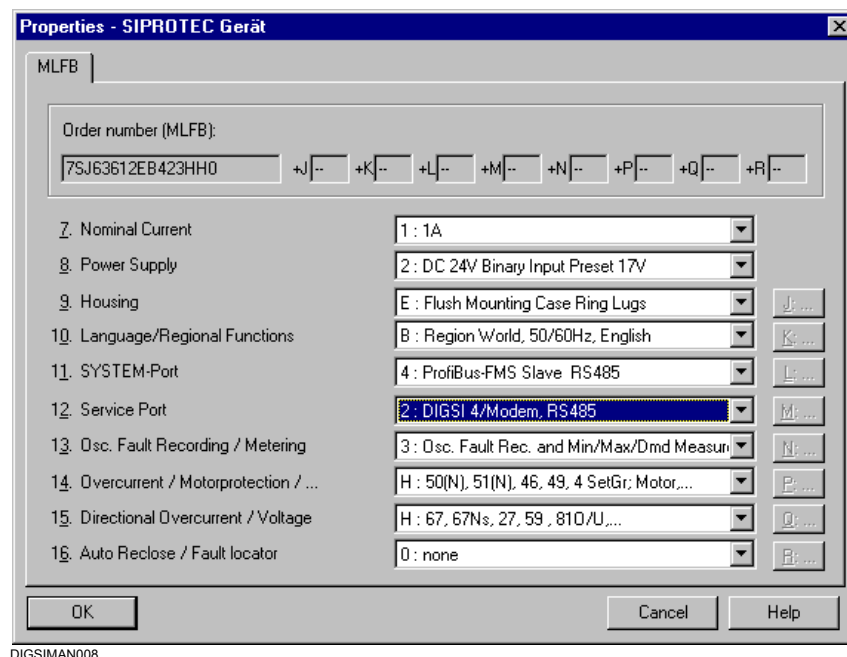 Properties - SIPROTEC Gerät
MLFB
Order number (MLFB):
7SJ63612EB423HH0 +J -- +K -- +L -- +M -- +N -- +P -- +Q -- +R --
7. Nominal Current 1 : 1A
8. Power Supply 2 : DC 24V Binary Input Preset 17V
9. Housing E : Flush Mounting Case Ring Lugs J: ...
10. Language/Regional Functions B : Region World, 50/60Hz, English K: ...
11. SYSTEM-Port 4 : ProfiBus-FMS Slave RS485 L: ...
12. Service Port 2 : DIGSI 4/Modem, RS485 M: ...
13. Osc. Fault Recording / Metering 3 : Osc. Fault Rec. and Min/Max/Dmd Measur N: ...
14. Overcurrent / Motorprotection / ... H : 50(N), 51(N), 46, 49, 4 SetGr; Motor,... P: ...
15. Directional Overcurrent / Voltage H : 67, 67Ns, 27, 59 , 81O/U,... Q: ...
16. Auto Reclose / Fault locator 0 : none R: ...
OK Cancel Help
DIGSIMAN008